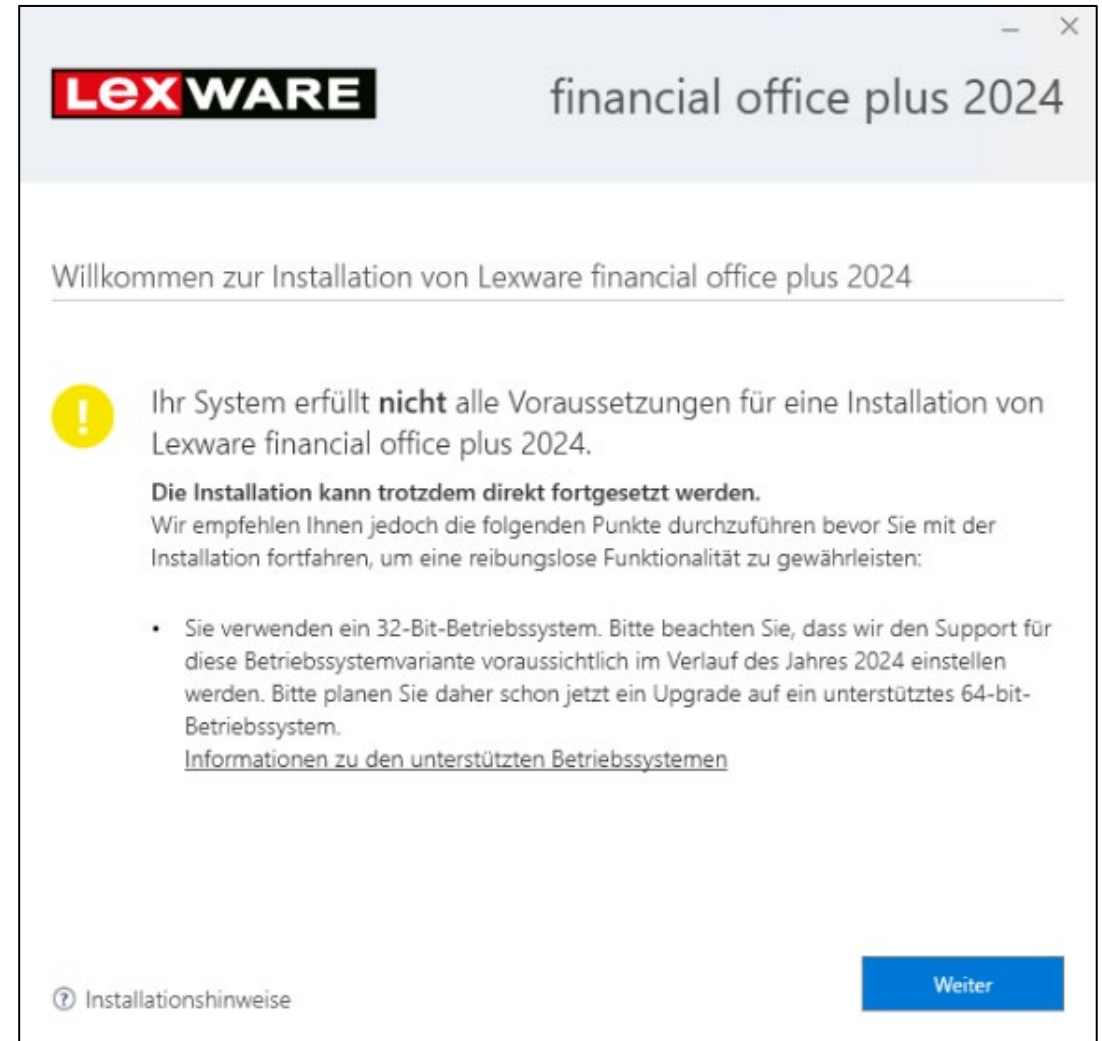 LEXWARE
financial office plus 2024
Willkommen zur Installation von Lexware financial office plus 2024
!
Ihr System erfüllt nicht alle Voraussetzungen für eine Installation von
Lexware financial office plus 2024.
Die Installation kann trotzdem direkt fortgesetzt werden.
Wir empfehlen Ihnen jedoch die folgenden Punkte durchzuführen bevor Sie mit der
Installation fortfahren, um eine reibungslose Funktionalität zu gewährleisten:
• Sie verwenden ein 32-Bit-Betriebssystem. Bitte beachten Sie, dass wir den Support für
diese Betriebssystemvariante voraussichtlich im Verlauf des Jahres 2024 einstellen
werden. Bitte planen Sie daher schon jetzt ein Upgrade auf ein unterstütztes 64-bit-
Betriebssystem.
Informationen zu den unterstützten Betriebssystemen
? Installationshinweise
Weiter